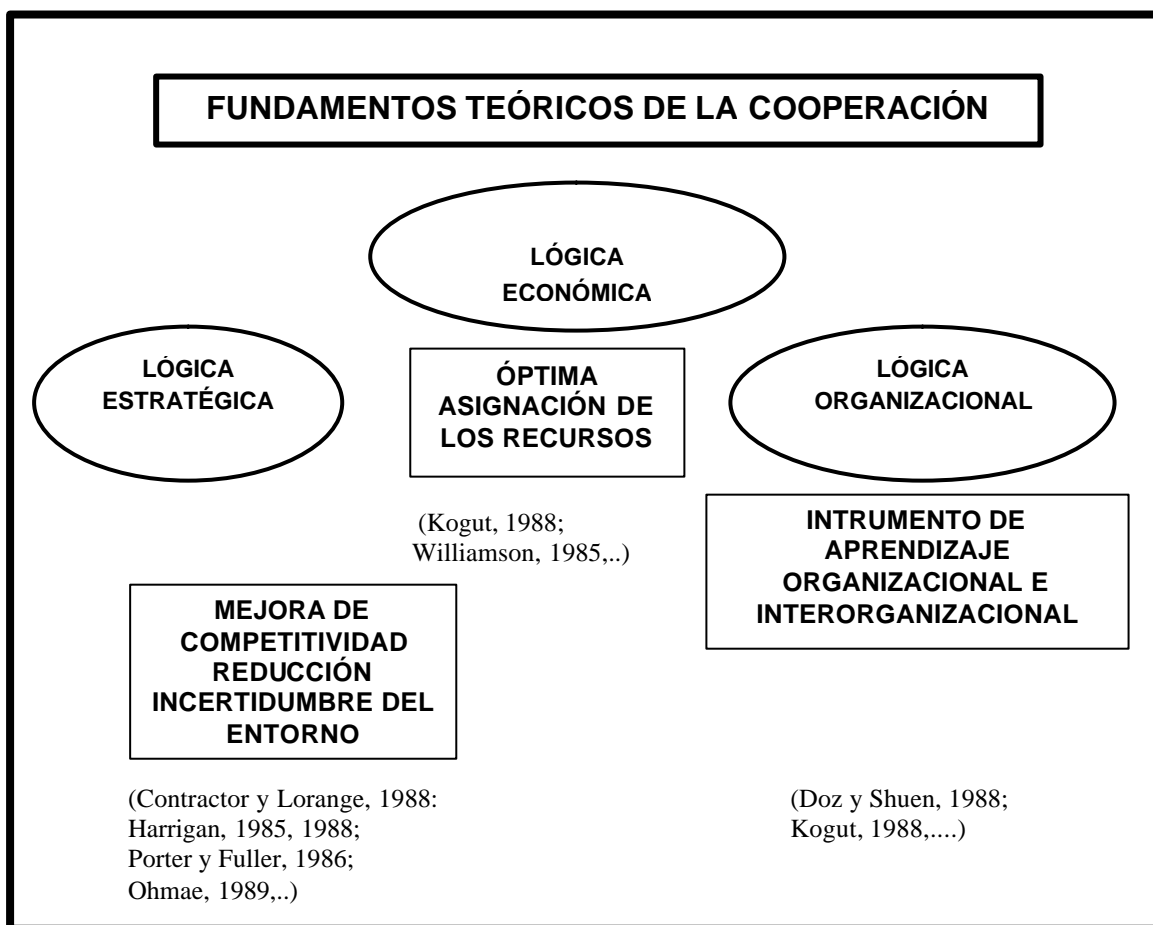 FUNDAMENTOS TEÓRICOS DE LA COOPERACIÓN
LÓGICA
ECONÓMICA
LÓGICA
ESTRATÉGICA
ÓPTIMA
ASIGNACIÓN DE
LOS RECURSOS
LÓGICA
ORGANIZACIONAL
(Kogut, 1988;
Williamson, 1985,..)
INTRUMENTO DE
APRENDIZAJE
ORGANIZACIONAL E
INTERORGANIZACIONAL
MEJORA DE
COMPETITIVIDAD
REDUCCIÓN
INCERTIDUMBRE DEL
ENTORNO
(Contractor y Lorange, 1988:
Harrigan, 1985, 1988;
Porter y Fuller, 1986;
Ohmae, 1989,..)
(Doz y Shuen, 1988;
Kogut, 1988,....)